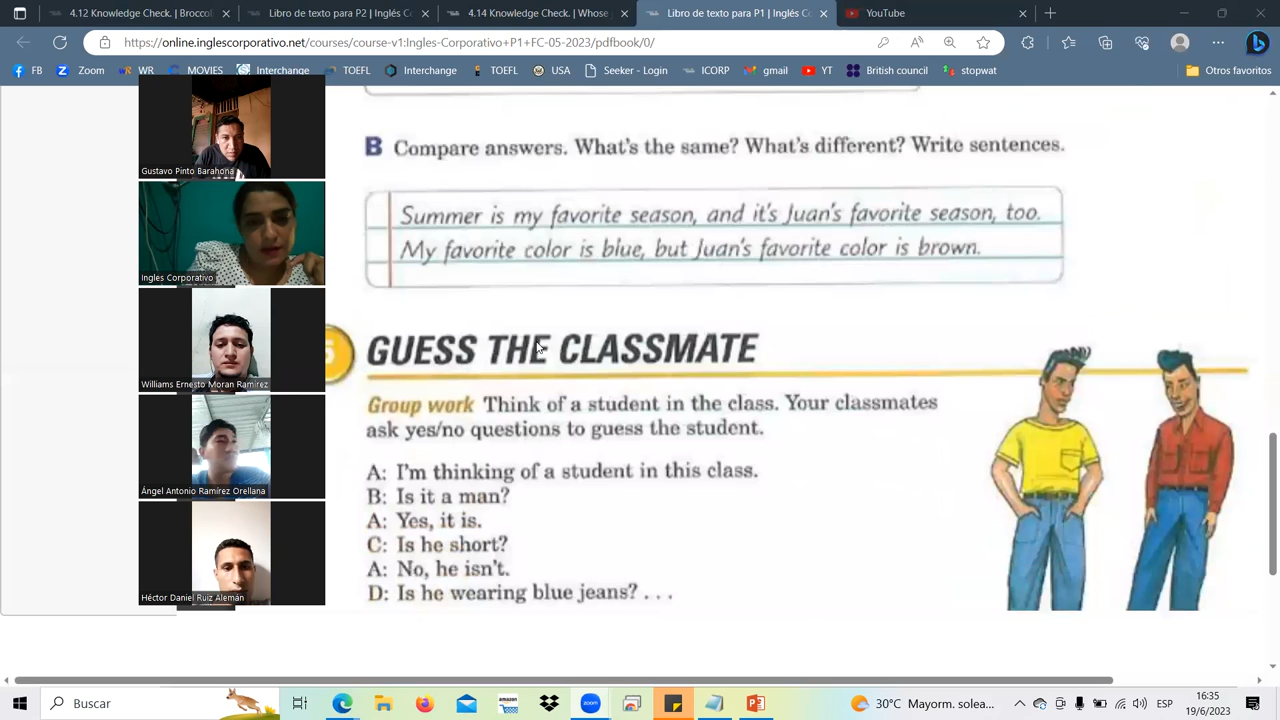 4.12. Knowledge Check. | Broccol
Libro de texto para P2 | Inglés Co
4.14 Knowledge Check. | Whose
Libro de texto para P1 | Inglés C
YouTube
https://online.inglescorporativo.net/courses/course-v1:Ingles-Corporativo+P1+FC-05-2023/pdfbook/0/
FB
Zoom
WR
MOVIES
Interchange
TOEFL
Interchange
TOEFL
USA
Seeker - Login
ICORP
gmail
YT
Britsh council
stopwat
Otros favoritos
B Compare answers. What's the same? What's different? Write sentences.
Summer is my favorite season, and it's Juan's favorite season, too.
My favorite color is blue, but Juan's favorite color is brown.
GUESS THE CLASSMATE
Group work Think of a student in the class. Your classmates
ask yes/no questions to guess the student.
A: I'm thinking of a student in this class.
B: Is it a man?
A: Yes, it is.
C: Is he short?
A: No, he isn't.
D: Is he wearing blue jeans? . . .
Gustavo Pinto Barahona
Ingles Corporativo
Williams Ernesto Moran Ramirez
Ángel Antonio Ramírez Orellana
Héctor Daniel Ruiz Alemán
Buscar
amazon
zoom
30°C Mayorm. solea...
ESP
16:35
19/6/2023